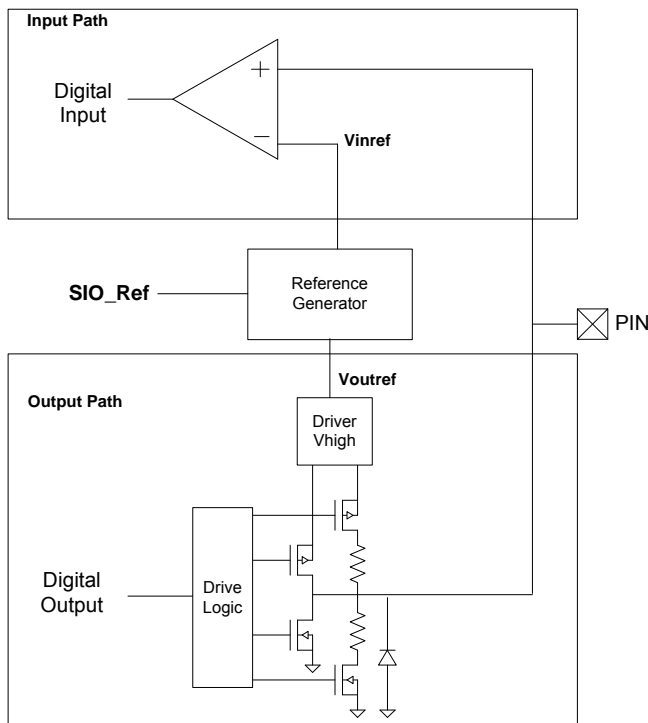 Input Path
+
Digital
Input
−
Vinref
SIO_Ref
Reference
Generator
PIN
Voutref
Output Path
Driver
Vhigh
Digital
Output
Drive
Logic